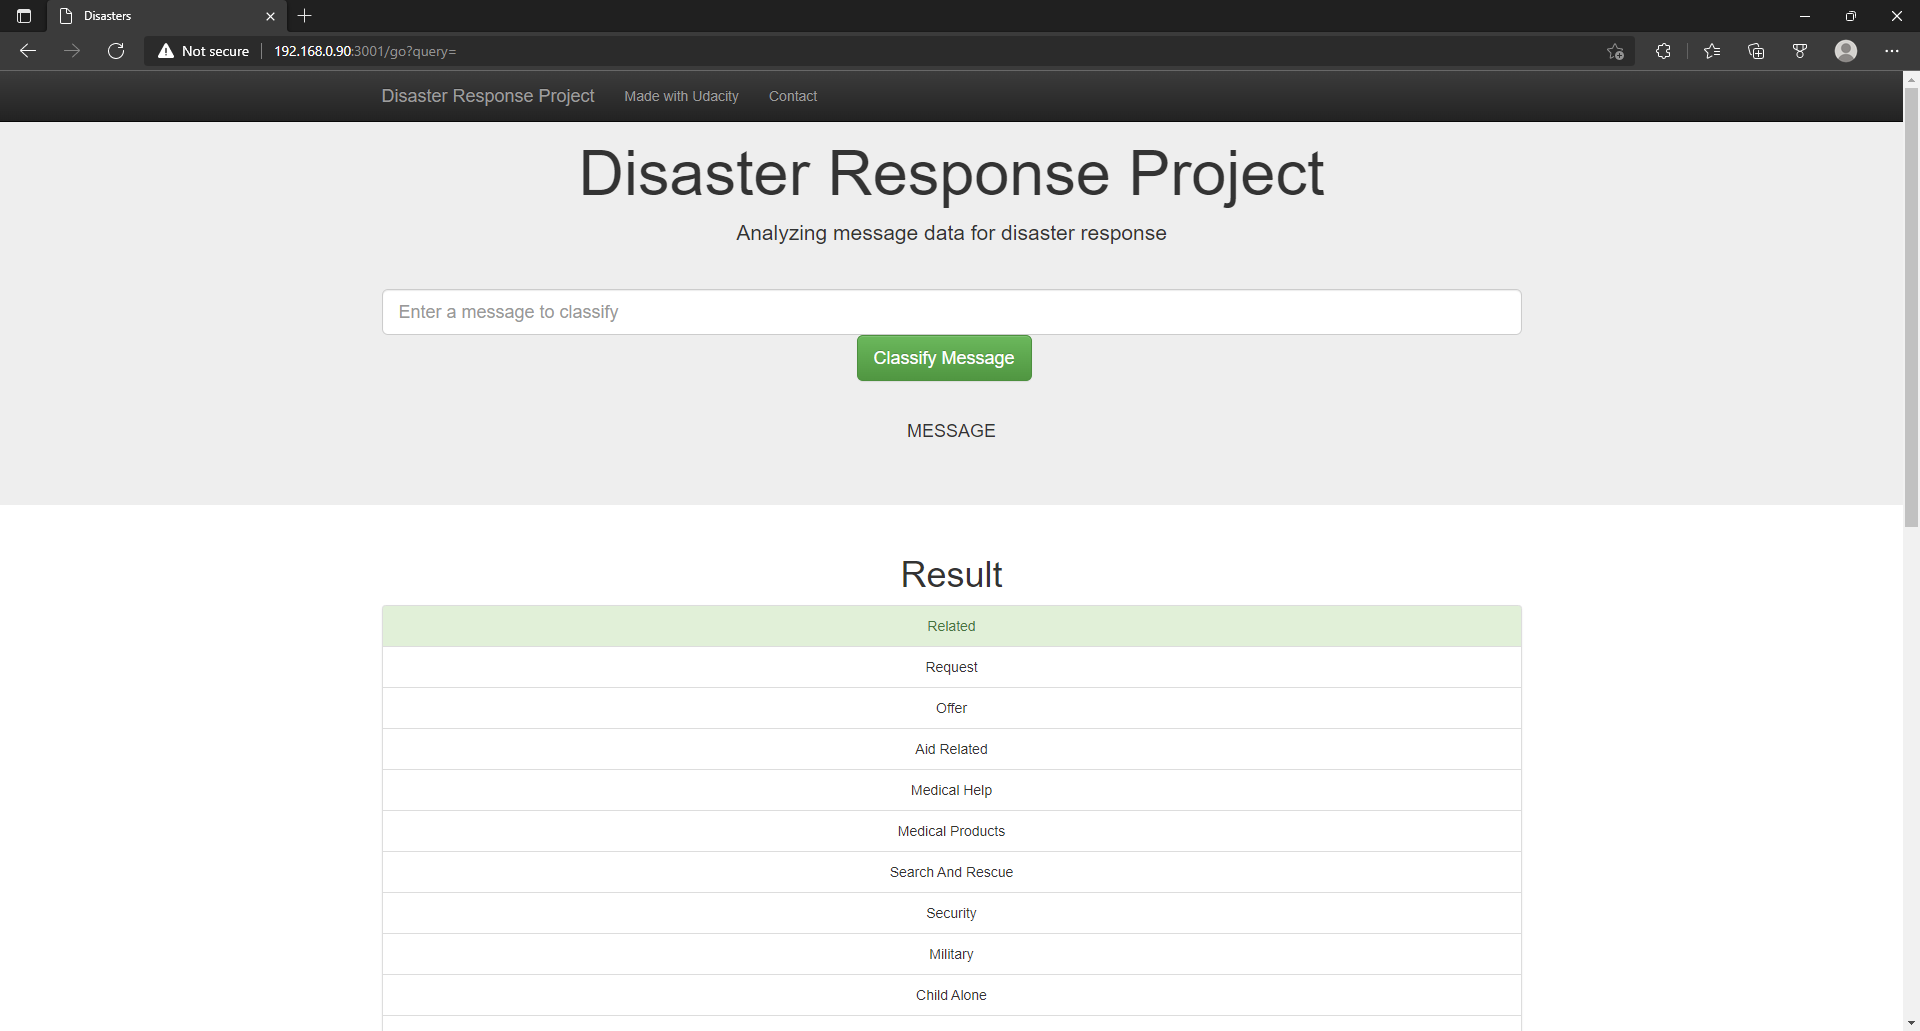 Disasters
Not secure
192.168.0.90:3001/go?query=
Disaster Response Project
Made with Udacity
Contact
Disaster Response Project
Analyzing message data for disaster response
Enter a message to classify
Classify Message
MESSAGE
Result
Related
Request
Offer
Aid Related
Medical Help
Medical Products
Search And Rescue
Security
Military
Child Alone